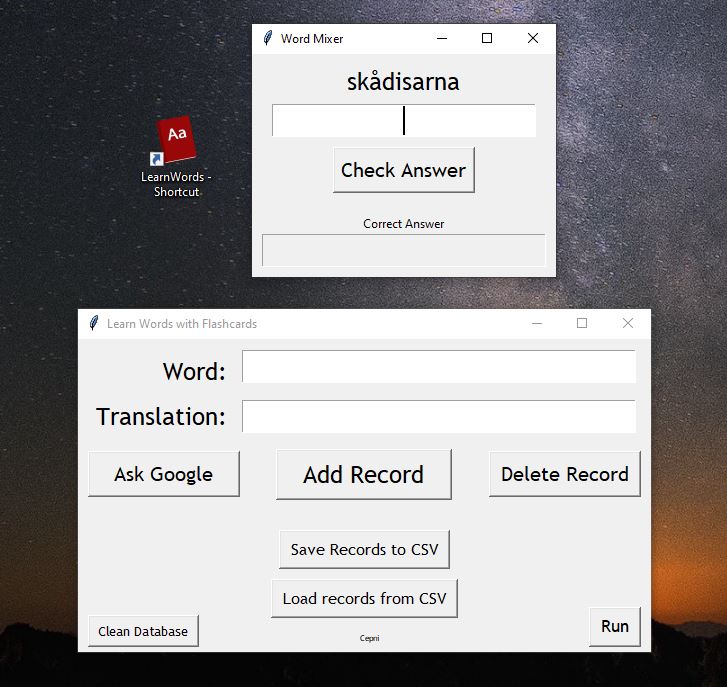 Word Mixer
skådisarna
Check Answer
Correct Answer
Aa
LearnWords -
Shortcut
Learn Words with Flashcards
Word:
Translation:
Ask Google
Add Record
Delete Record
Save Records to CSV
Load records from CSV
Clean Database
Cepni
Run